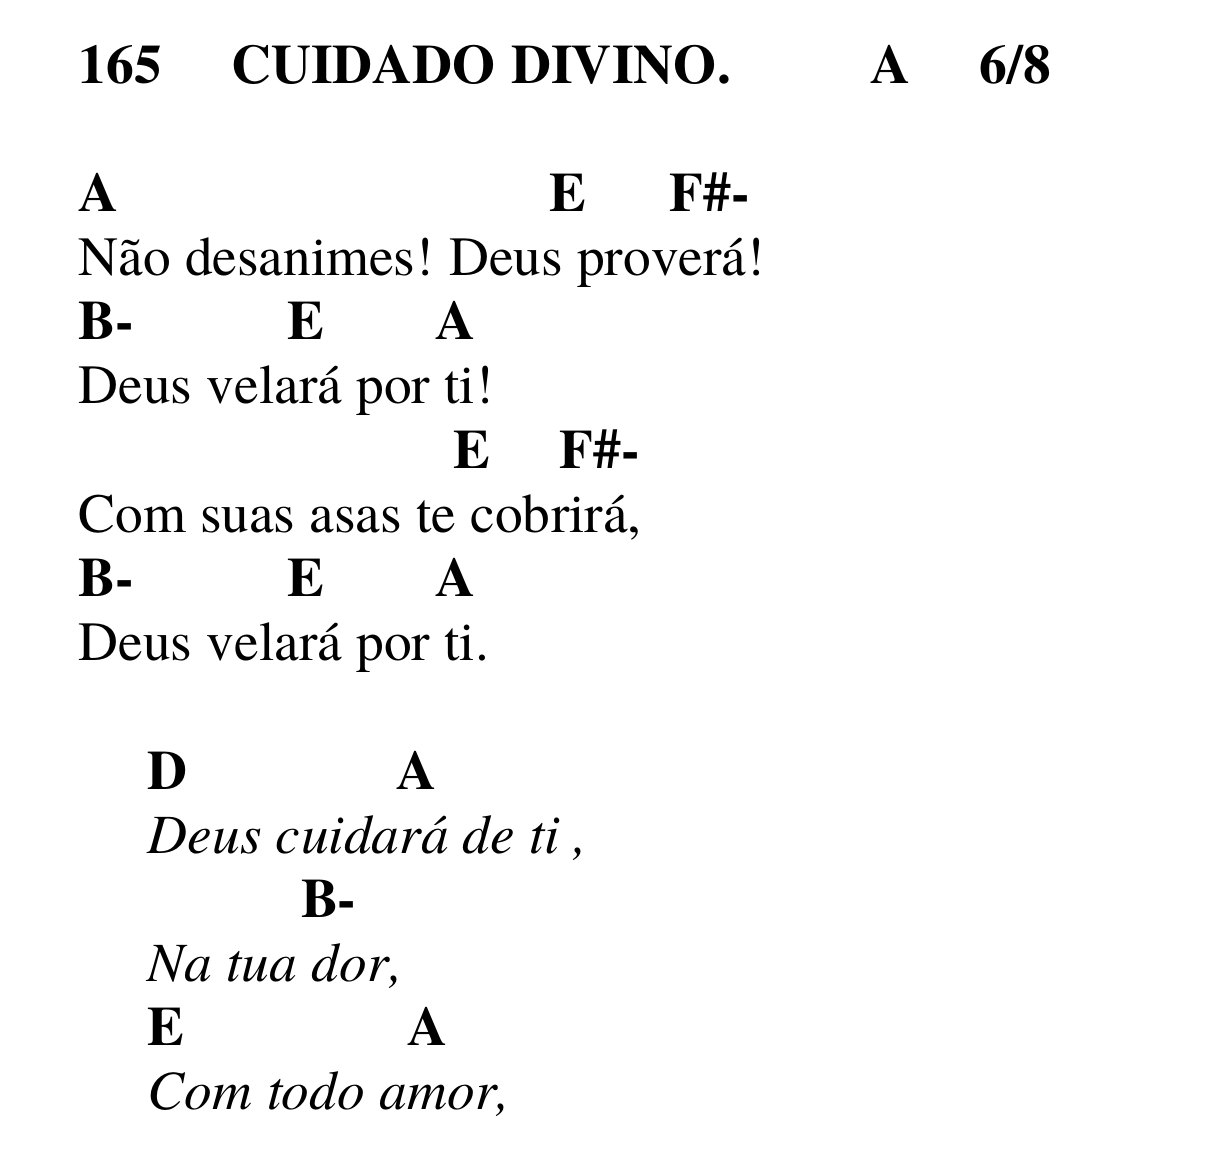 165 CUIDADO DIVINO. A 6/8
A E F#-
Não desanimes! Deus proverá!
B- E A
Deus velará por ti!
E F#-
Com suas asas te cobrirá,
B- E A
Deus velará por ti.
D A
Deus cuidará de ti ,
B-
Na tua dor,
E A
Com todo amor,